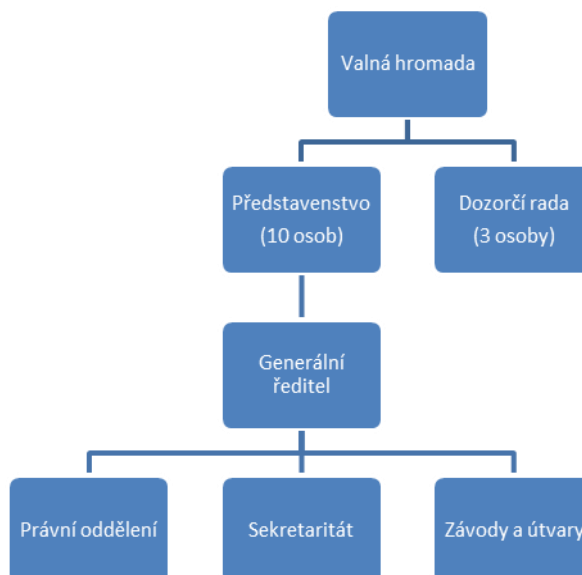 Valná hromada
Představenstvo
(10 osob)
Dozorčí rada
(3 osoby)
Generální
ředitel
Právní oddělení
Sekretaritát
Závody a útvary